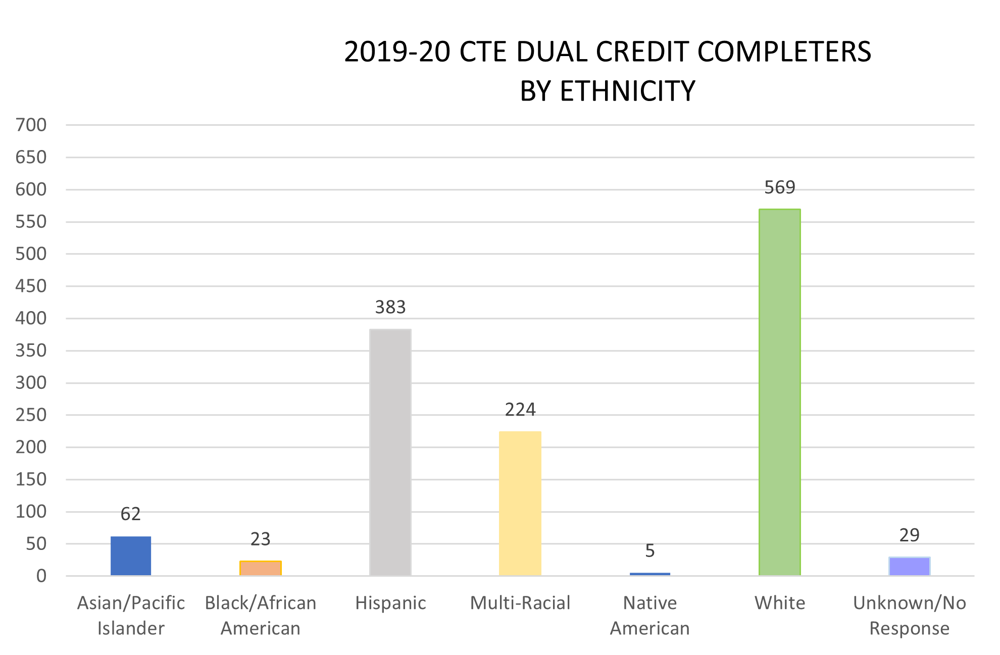 2019-20 CTE DUAL CREDIT COMPLETERS
BY ETHNICITY
700
650
600
550
500
450
400
350
300
250
200
150
100
50
0
62
23
383
224
5
569
29
Asian/Pacific
Islander
Black/African
American
Hispanic
Multi-Racial
Native
American
White
Unknown/No
Response